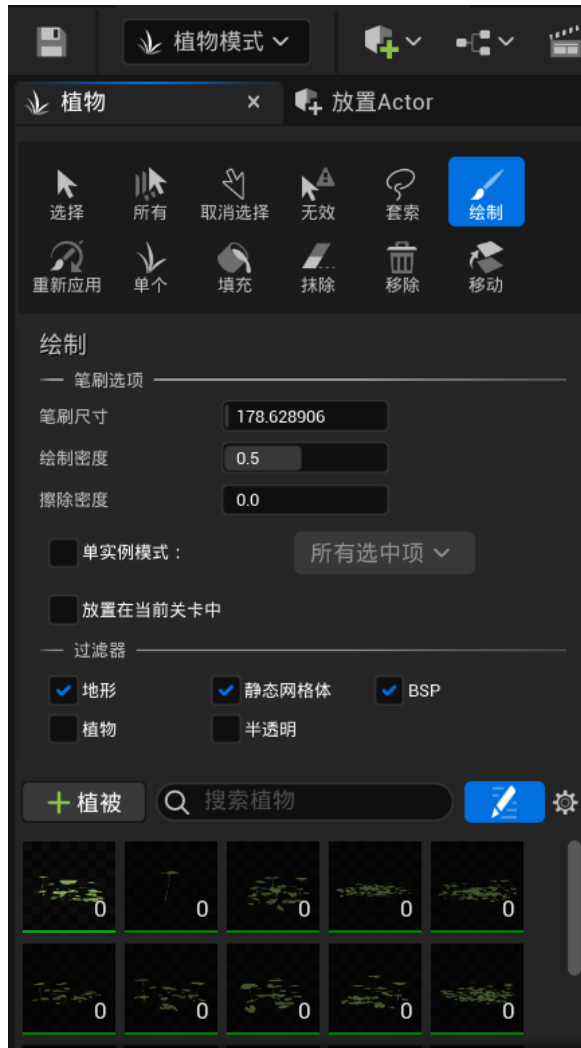 植物模式
植物 × 放置Actor
选择 所有 取消选择 无效 套索 绘制
重新应用 单个 填充 抹除 移除 移动
绘制
笔刷选项
笔刷尺寸 178.628906
绘制密度 0.5
擦除密度 0.0
单实例模式： 所有选中项
放置在当前关卡中
过滤器
地形 静态网格体 BSP
植物 半透明
植被 搜索植物
0 0 0 0 0
0 0 0 0 0